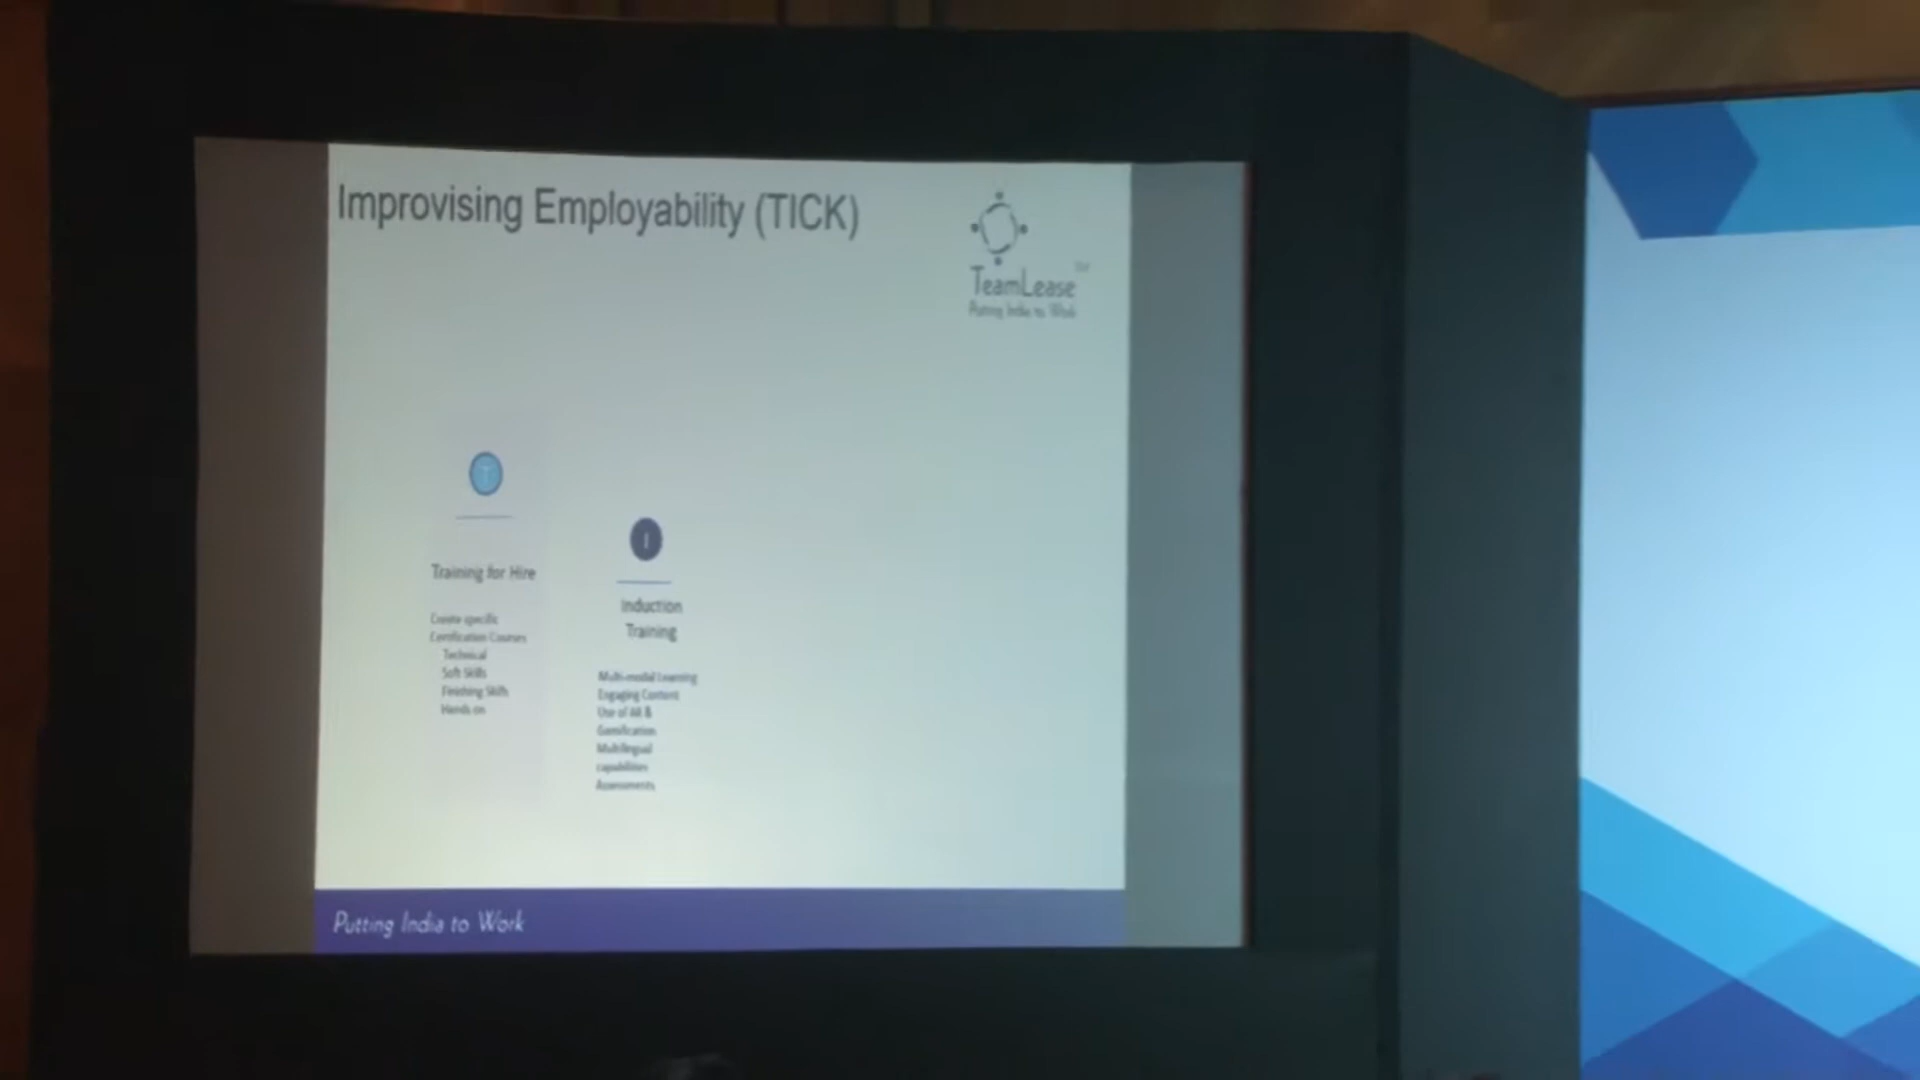 Improvising Employability (TICK)
TeamLease
Putting India to Work
T
Training for Hire
Create specific
Certification Courses
Technical
Soft Skills
Finishing Skills
Hands on
I
Induction
Training
Multi-modal Learning
Engaging Content
Use of AR &
Gamification
Multilingual
capabilities
Assessments
Putting India to Work